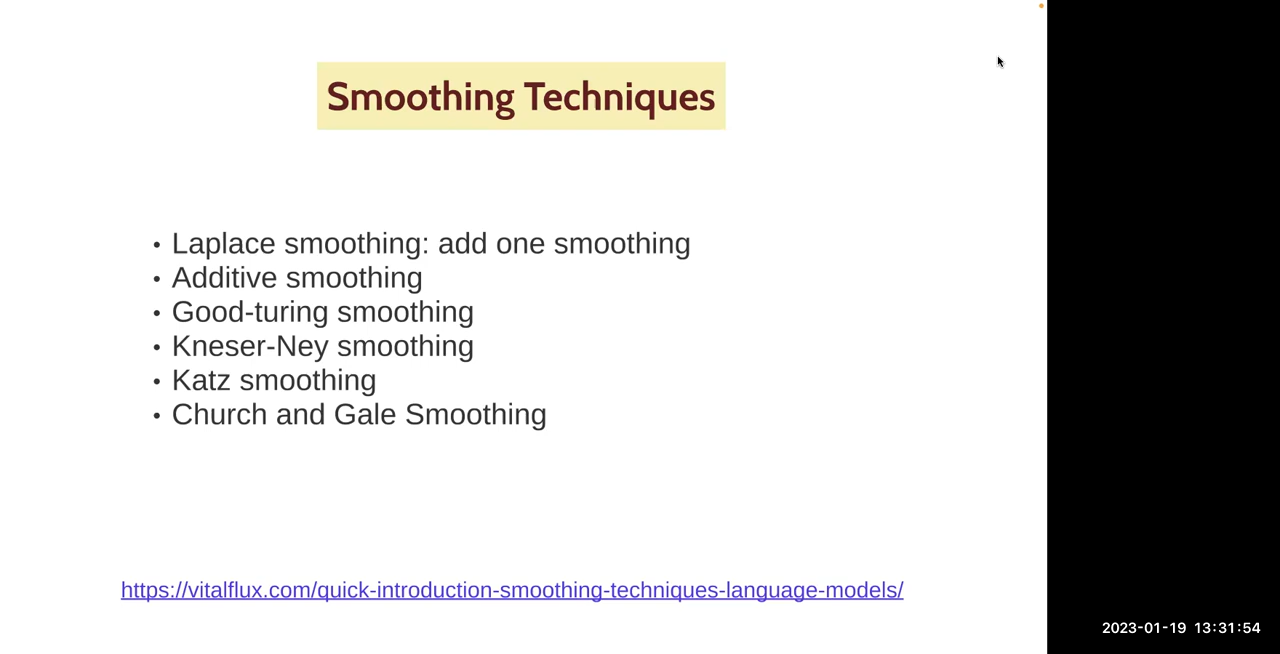 Smoothing Techniques
• Laplace smoothing: add one smoothing
• Additive smoothing
• Good-turing smoothing
• Kneser-Ney smoothing
• Katz smoothing
• Church and Gale Smoothing
https://vitalflux.com/quick-introduction-smoothing-techniques-language-models/
2023-01-19 13:31:54